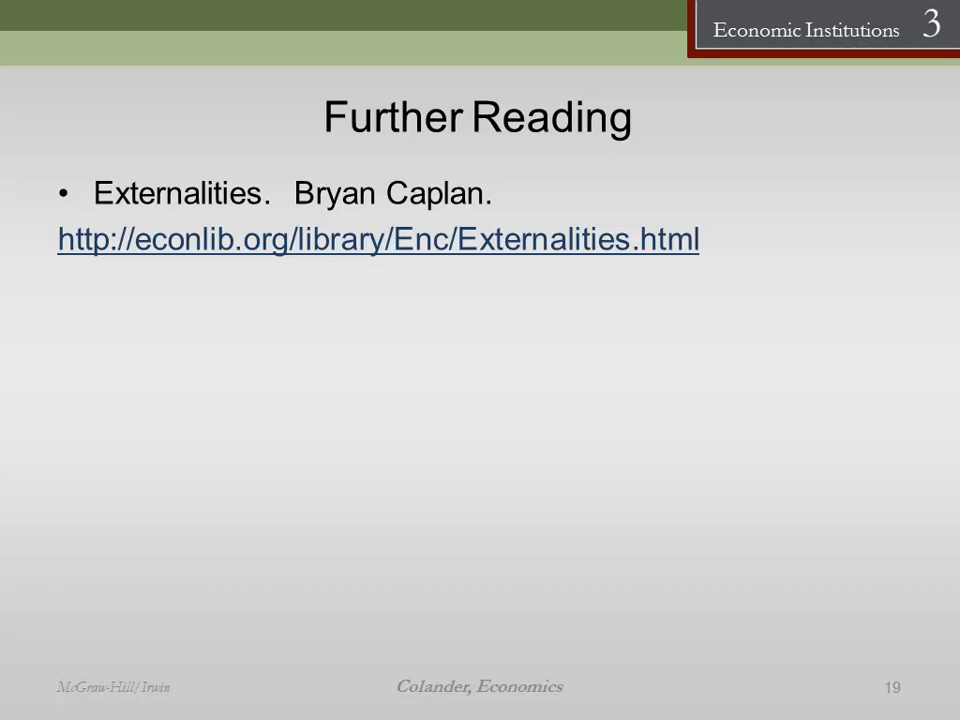 Economic Institutions 3
Further Reading
• Externalities. Bryan Caplan.
http://econlib.org/library/Enc/Externalities.html
McGraw-Hill/Irwin
Colander, Economics
19